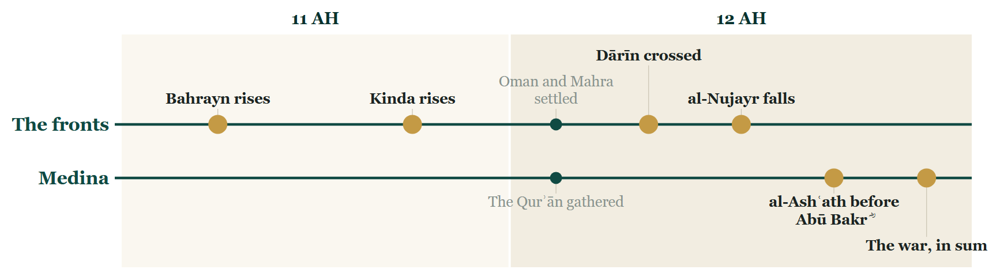 11 AH
12 AH
Dārīn crossed
Oman and Mahra
settled
Bahrayn rises
Kinda rises
al-Nujayr falls
The fronts
Medina
The Qurʾān gathered
al-Ashʿath before
Abū Bakr
The war, in sum